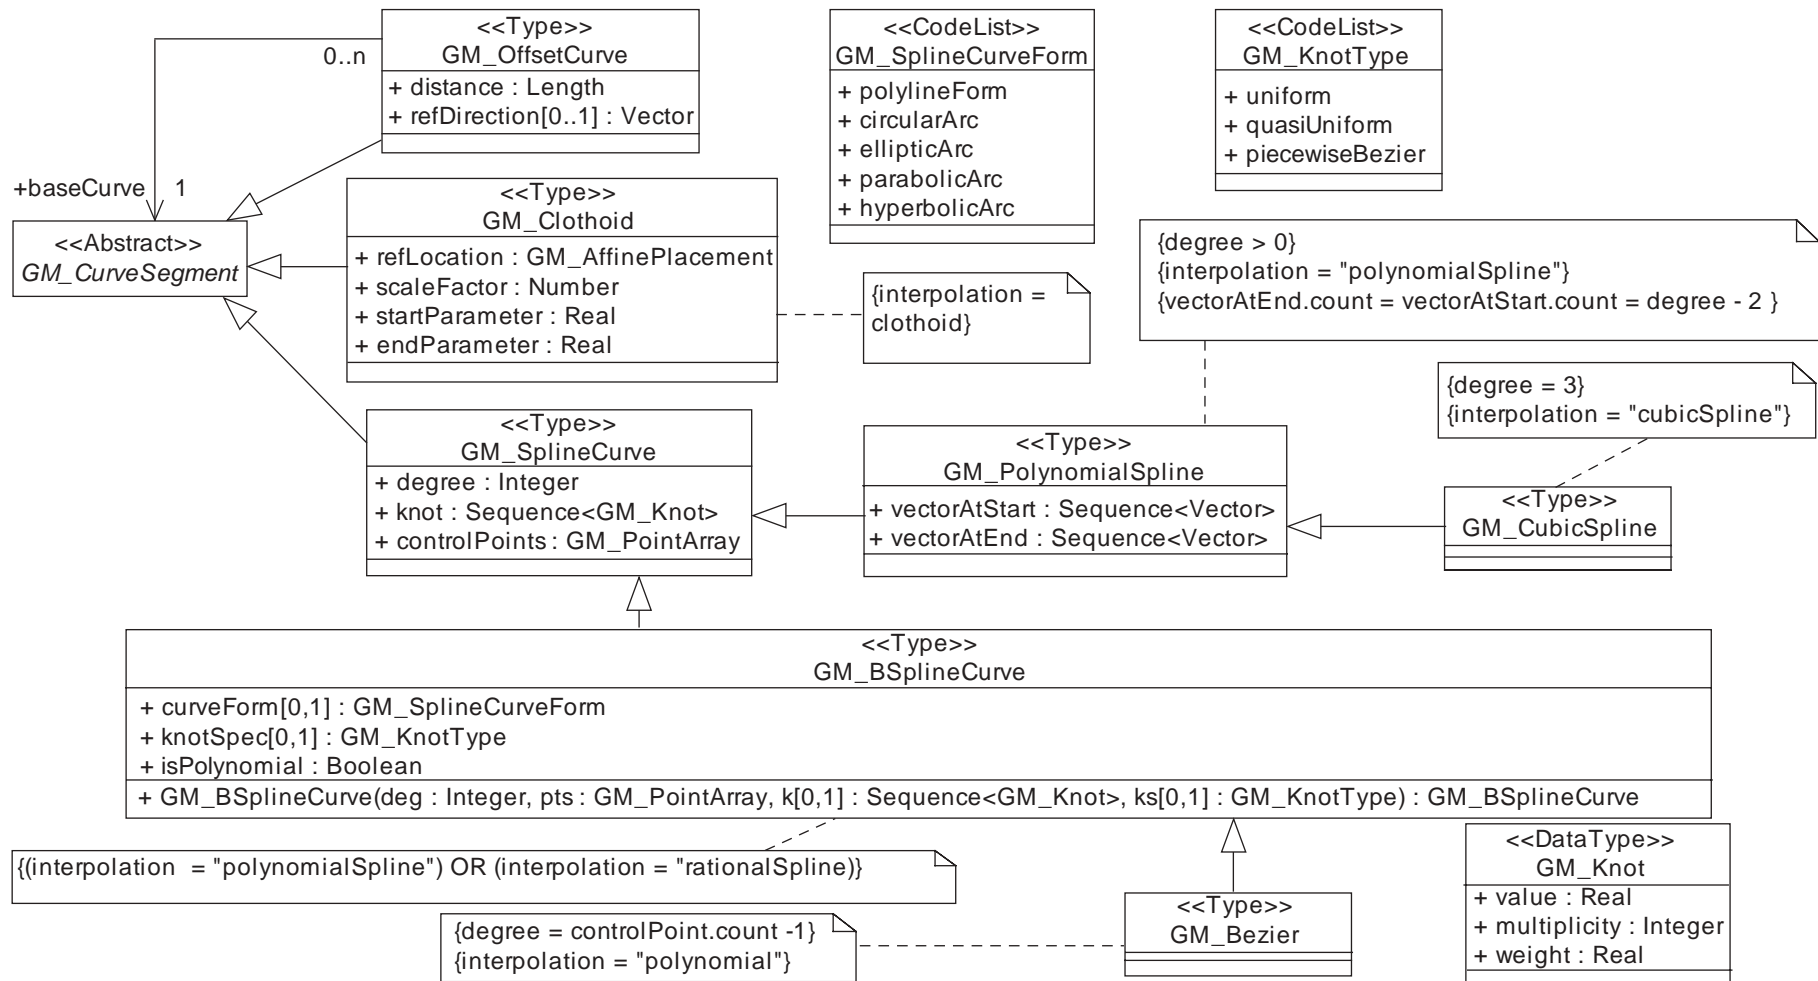 <<Type>>
GM_OffsetCurve
+ distance : Length
+ refDirection[0..1] : Vector
0..n
+baseCurve
1
<<CodeList>>
GM_SplineCurveForm
+ polylineForm
+ circularArc
+ ellipticArc
+ parabolicArc
+ hyperbolicArc
<<CodeList>>
GM_KnotType
+ uniform
+ quasiUniform
+ piecewiseBezier
<<Abstract>>
GM_CurveSegment
<<Type>>
GM_Clothoid
+ refLocation : GM_AffinePlacement
+ scaleFactor : Number
+ startParameter : Real
+ endParameter : Real
{interpolation =
clothoid}
{degree > 0}
{interpolation = "polynomialSpline"}
{vectorAtEnd.count = vectorAtStart.count = degree - 2 }
{degree = 3}
{interpolation = "cubicSpline"}
<<Type>>
GM_SplineCurve
+ degree : Integer
+ knot : Sequence<GM_Knot>
+ controlPoints : GM_PointArray
<<Type>>
GM_PolynomialSpline
+ vectorAtStart : Sequence<Vector>
+ vectorAtEnd : Sequence<Vector>
<<Type>>
GM_CubicSpline
<<Type>>
GM_BSplineCurve
+ curveForm[0,1] : GM_SplineCurveForm
+ knotSpec[0,1] : GM_KnotType
+ isPolynomial : Boolean
+ GM_BSplineCurve(deg : Integer, pts : GM_PointArray, k[0,1] : Sequence<GM_Knot>, ks[0,1] : GM_KnotType) : GM_BSplineCurve
{(interpolation = "polynomialSpline") OR (interpolation = "rationalSpline)}
{degree = controlPoint.count -1}
{interpolation = "polynomial"}
<<Type>>
GM_Bezier
<<DataType>>
GM_Knot
+ value : Real
+ multiplicity : Integer
+ weight : Real